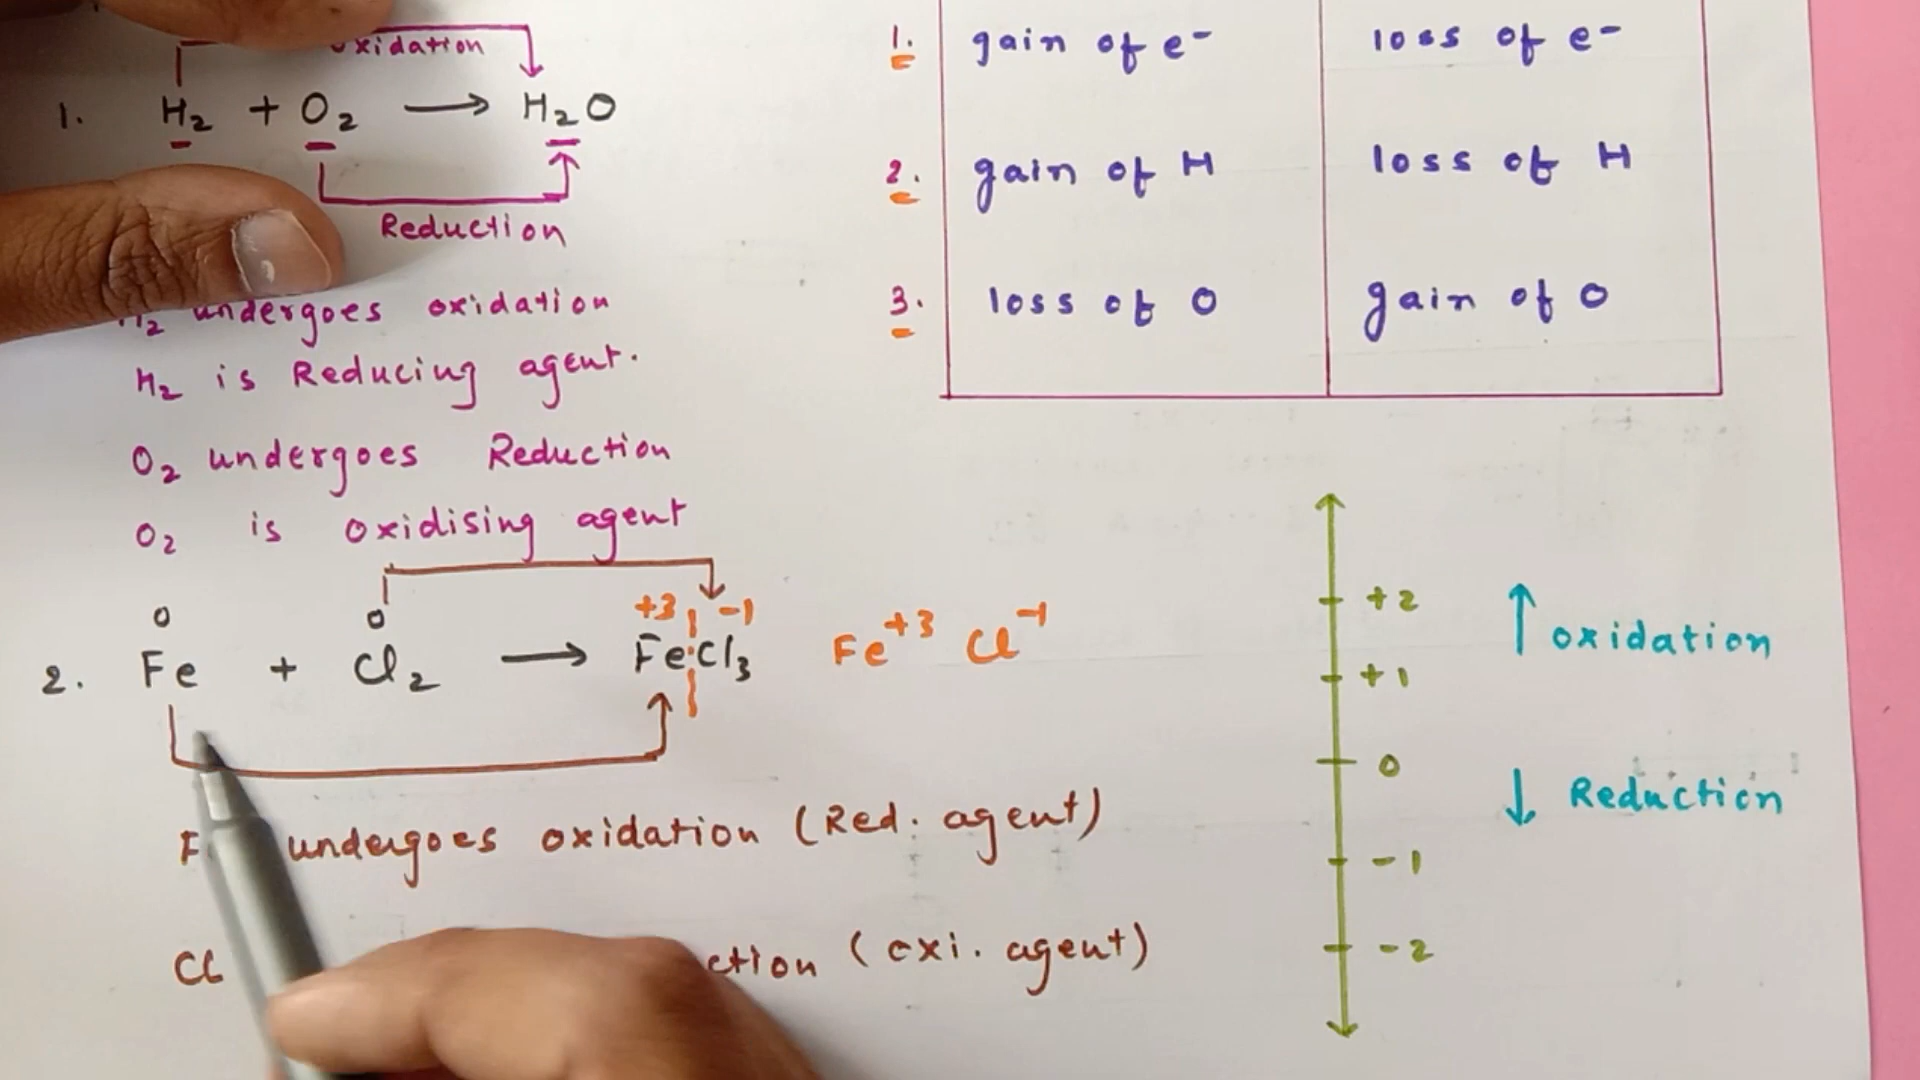 oxidation
1. H₂ + O₂ → H₂O
Reduction
H₂ undergoes oxidation
H₂ is Reducing agent.
O₂ undergoes Reduction
O₂ is oxidising agent
1. gain of e⁻ loss of e⁻
2. gain of H loss of H
3. loss of O gain of O
0 0 +3 -1
2. Fe + Cl₂ → FeCl₃ Fe⁺³ Cl⁻¹
undergoes oxidation (Red. agent)
Cl (oxi. agent)
+2
+1
0
-1
-2
↑ oxidation
↓ Reduction